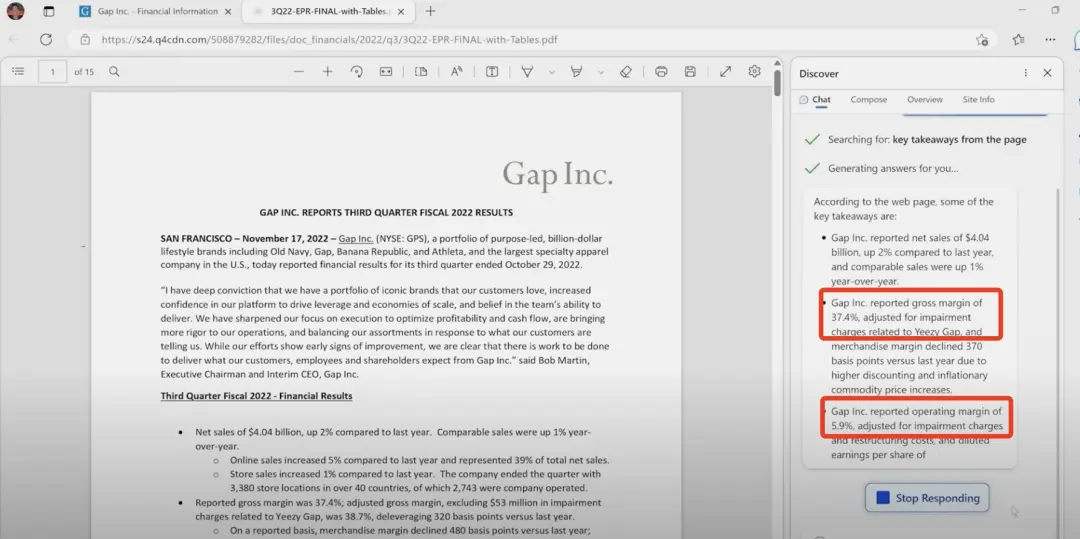 Gap Inc. - Financial Information
3Q22-EPR-FINAL-with-Tables.pdf
https://s24.q4cdn.com/508879282/files/doc_financials/2022/q3/3Q22-EPR-FINAL-with-Tables.pdf
1 of 15
Gap Inc.
GAP INC. REPORTS THIRD QUARTER FISCAL 2022 RESULTS
SAN FRANCISCO – November 17, 2022 – Gap Inc. (NYSE: GPS), a portfolio of purpose-led, billion-dollar
lifestyle brands including Old Navy, Gap, Banana Republic, and Athleta, and the largest specialty apparel
company in the U.S., today reported financial results for its third quarter ended October 29, 2022.
“I have deep conviction that we have a portfolio of iconic brands that our customers love, increased
confidence in our platform to drive leverage and economies of scale, and belief in the team’s ability to
deliver. We have sharpened our focus on execution to optimize profitability and cash flow, are bringing
more rigor to our operations, and balancing our assortments in response to what our customers are
telling us. While our efforts show early signs of improvement, we are clear that there is work to be done
to deliver what our customers, employees and shareholders expect from Gap Inc.” said Bob Martin,
Executive Chairman and Interim CEO, Gap Inc.
Third Quarter Fiscal 2022 - Financial Results
• Net sales of $4.04 billion, up 2% compared to last year. Comparable sales were up 1% year-
over-year.
o Online sales increased 5% compared to last year and represented 39% of total net sales.
o Store sales increased 1% compared to last year. The company ended the quarter with
3,380 store locations in over 40 countries, of which 2,743 were company operated.
• Reported gross margin was 37.4%; adjusted gross margin, excluding $53 million in impairment
charges related to Yeezy Gap, was 38.7%, deleveraging 320 basis points versus last year.
o On a reported basis, merchandise margin declined 480 basis points versus last year;
Discover
Chat Compose Overview Site Info
Searching for: key takeaways from the page
Generating answers for you...
According to the web page, some of the
key takeaways are:
• Gap Inc. reported net sales of $4.04
billion, up 2% compared to last year,
and comparable sales were up 1%
year-over-year.
• Gap Inc. reported gross margin of
37.4%, adjusted for impairment
charges related to Yeezy Gap, and
merchandise margin declined 370
basis points versus last year due to
higher discounting and inflationary
commodity price increases.
• Gap Inc. reported operating margin of
5.9%, adjusted for impairment charges
and restructuring costs, and diluted
earnings per share of
Stop Responding